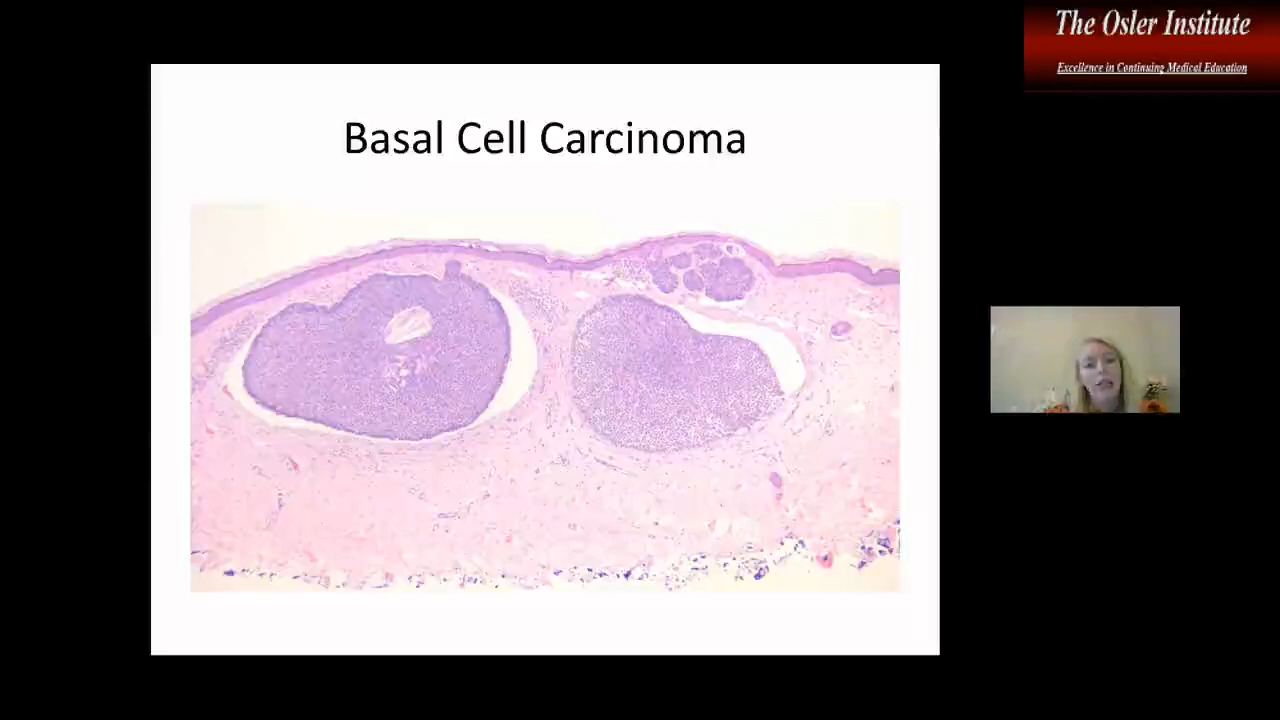 The Osler Institute
Excellence in Continuing Medical Education
Basal Cell Carcinoma